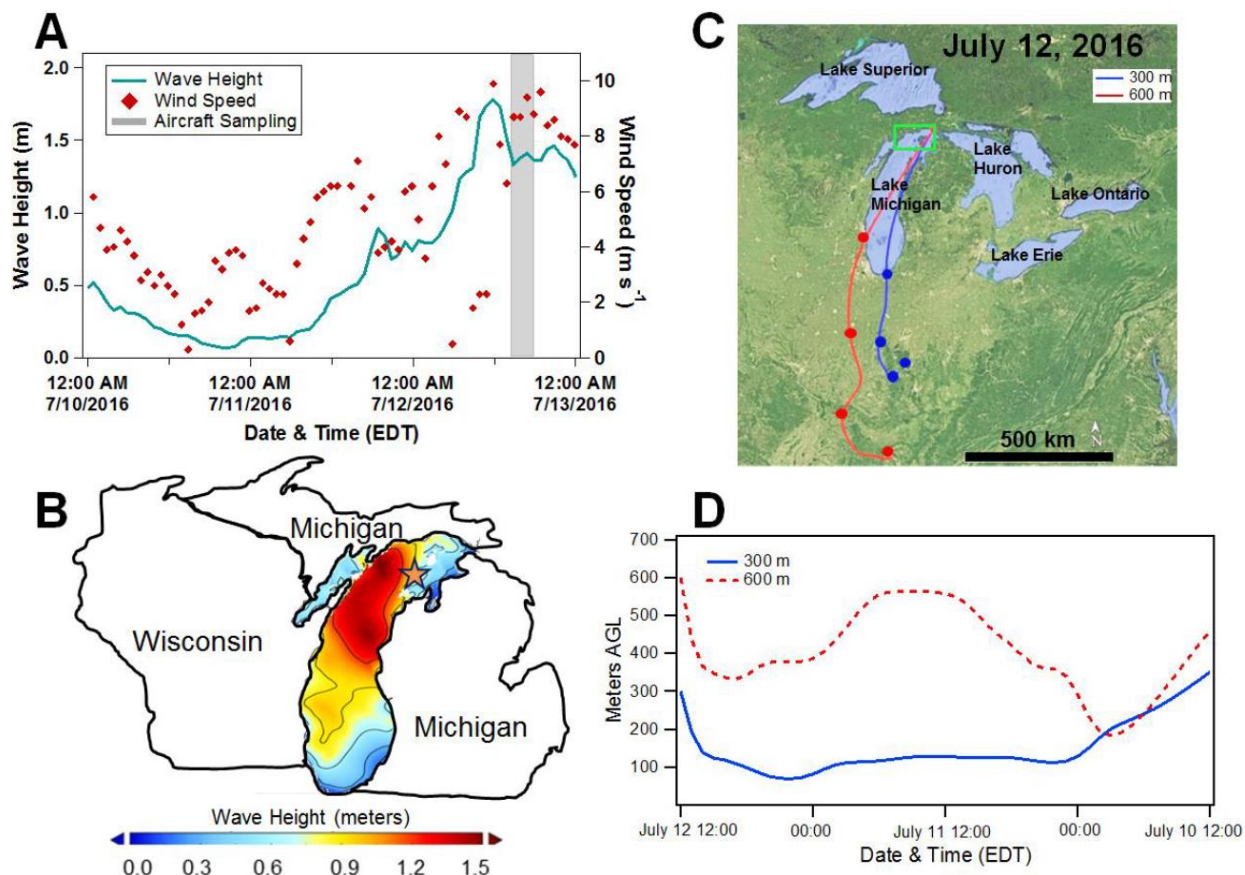 A
2.0
1.5
1.0
0.5
0.0
Wave Height (m)
Wave Height
Wind Speed
Aircraft Sampling
10
8
6
4
2
0
Wind Speed (m s⁻¹)
12:00 AM 12:00 AM 12:00 AM 12:00 AM
7/10/2016 7/11/2016 7/12/2016 7/13/2016
Date & Time (EDT)
B
Michigan
Wisconsin
Michigan
Wave Height (meters)
0.0 0.3 0.6 0.9 1.2 1.5
C
July 12, 2016
300 m
600 m
Lake Superior
Lake
Huron
Lake Ontario
Lake
Michigan
Lake Erie
N
500 km
D
700
600
500
400
300
200
100
Meters AGL
300 m
600 m
July 12 12:00 00:00 July 11 12:00 00:00 July 10 12:00
Date & Time (EDT)